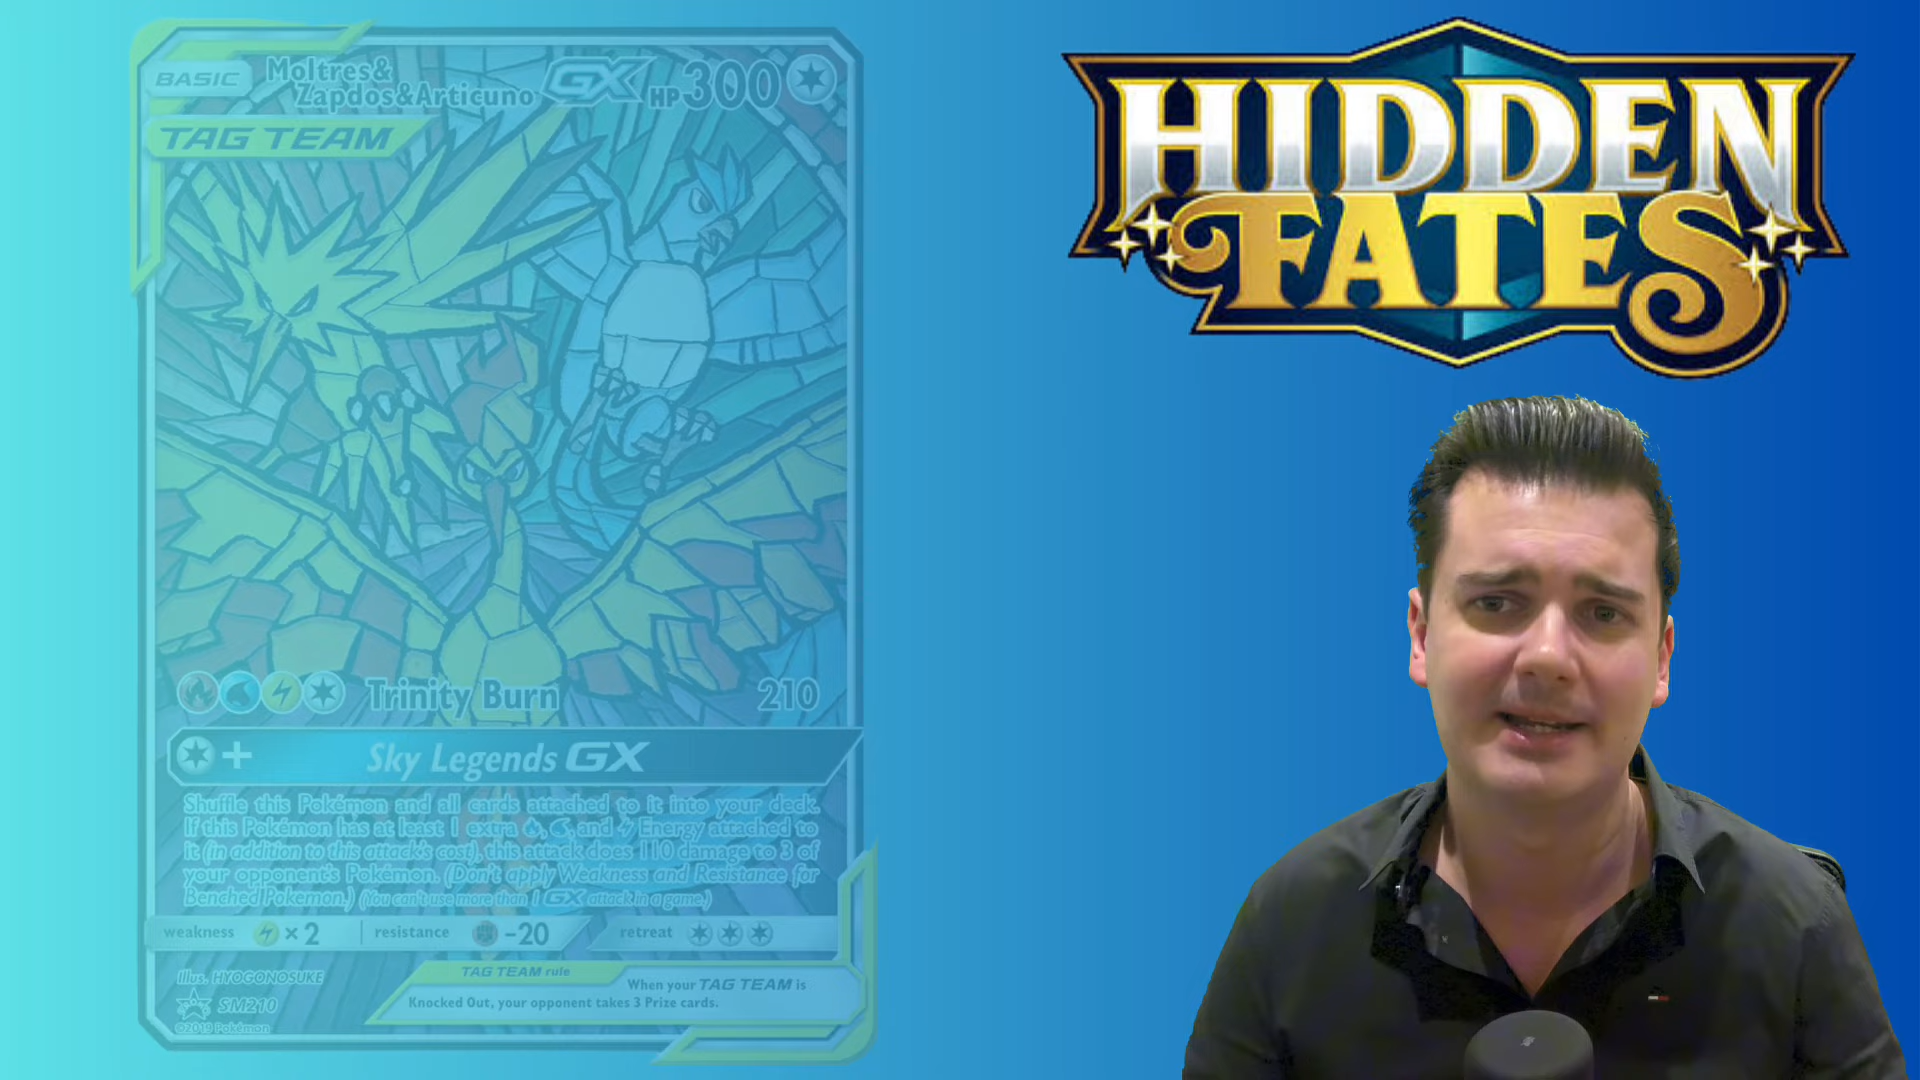 BASIC
Moltres&
Zapdos&Articuno GX HP 300
TAG TEAM
Trinity Burn 210
+ Sky Legends GX
Shuffle this Pokémon and all cards attached to it into your deck.
If this Pokémon has at least 1 extra , , and Energy attached to
it (in addition to this attack's cost), this attack does 110 damage to 3 of
your opponent's Pokémon. (Don't apply Weakness and Resistance for
Benched Pokémon.) (You can't use more than 1 GX attack in a game.)
weakness ×2 resistance -20 retreat
Illus. HYOGONOSUKE
SM210
©2019 Pokémon
TAG TEAM rule
When your TAG TEAM is
Knocked Out, your opponent takes 3 Prize cards.
HIDDEN
FATES